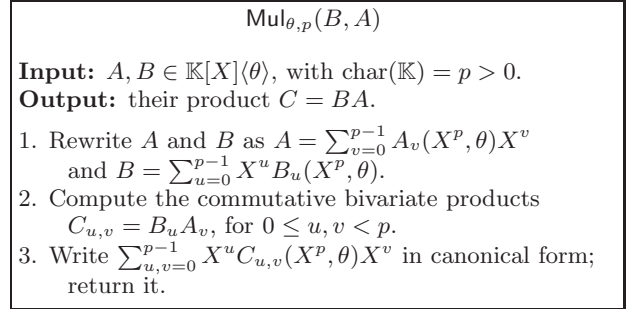 Mul_{θ,p}(B, A)
Input: A, B ∈ 𝕂[X]⟨θ⟩, with char(𝕂) = p > 0.
Output: their product C = BA.
1. Rewrite A and B as A = ∑_{v=0}^{p−1} A_v(X^p, θ)X^v
and B = ∑_{u=0}^{p−1} X^u B_u(X^p, θ).
2. Compute the commutative bivariate products
C_{u,v} = B_u A_v, for 0 ≤ u, v < p.
3. Write ∑_{u,v=0}^{p−1} X^u C_{u,v}(X^p, θ)X^v in canonical form;
return it.